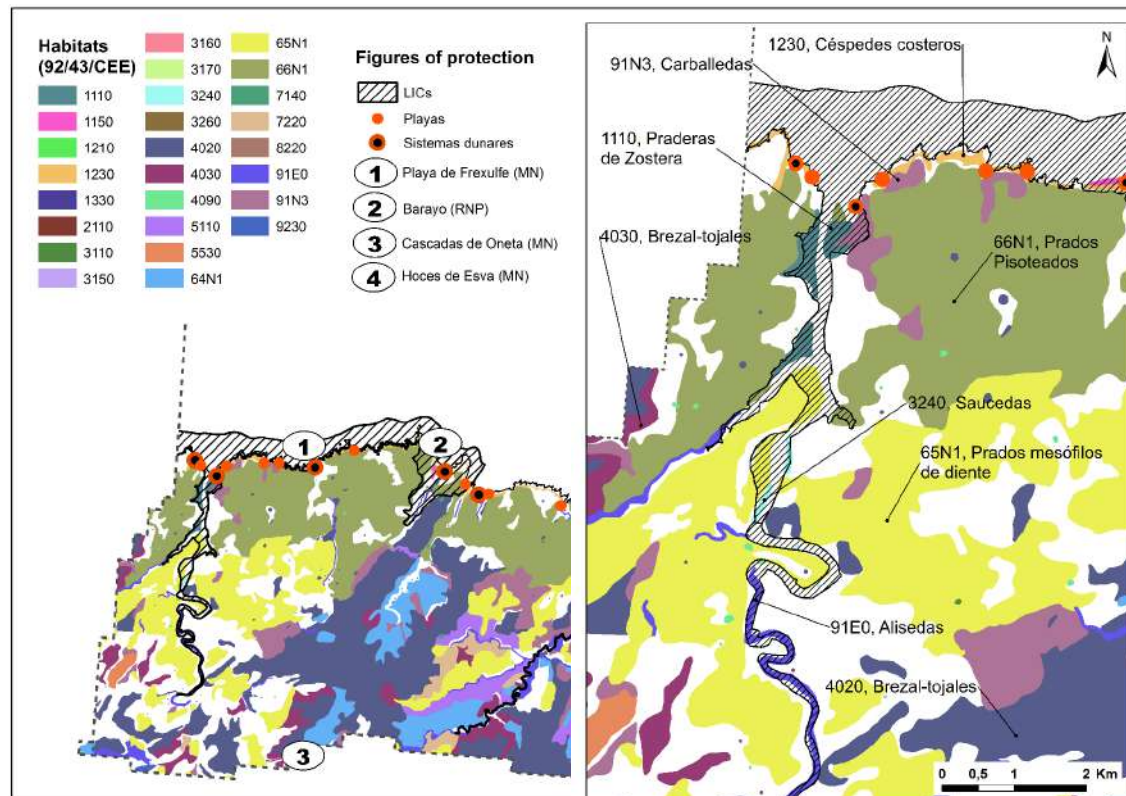 Habitats
(92/43/CEE)
1110
1150
1210
1230
1330
2110
3110
3150
3160
3170
3240
3260
4020
4030
4090
5110
5530
64N1
65N1
66N1
7140
7220
8220
91E0
91N3
9230
Figures of protection
LICs
Playas
Sistemas dunares
1 Playa de Frexulfe (MN)
2 Barayo (RNP)
3 Cascadas de Oneta (MN)
4 Hoces de Esva (MN)
1
2
3
N
1230, Céspedes costeros
91N3, Carballedas
1110, Praderas
de Zostera
4030, Brezal-tojales
66N1, Prados
Pisoteados
3240, Saucedas
65N1, Prados mesófilos
de diente
91E0, Alisedas
4020, Brezal-tojales
0 0,5 1 2 Km